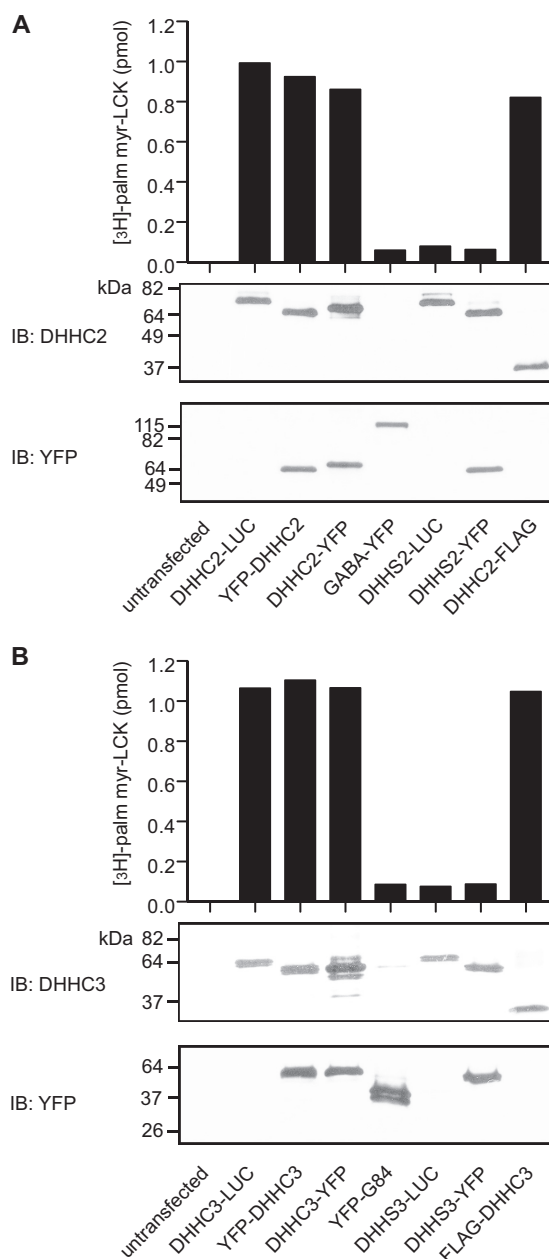 A
[3H]-palm myr-LCK (pmol)
1.2
1.0
0.8
0.6
0.4
0.2
0.0
kDa
82
64
49
37
IB: DHHC2
115
82
64
49
IB: YFP
untransfected
DHHC2-LUC
YFP-DHHC2
DHHC2-YFP
GABA-YFP
DHHS2-LUC
DHHS2-YFP
DHHC2-FLAG
B
[3H]-palm myr-LCK (pmol)
1.2
1.0
0.8
0.6
0.4
0.2
0.0
kDa
82
64
37
IB: DHHC3
64
37
26
IB: YFP
untransfected
DHHC3-LUC
YFP-DHHC3
DHHC3-YFP
YFP-G84
DHHS3-LUC
DHHS3-YFP
FLAG-DHHC3